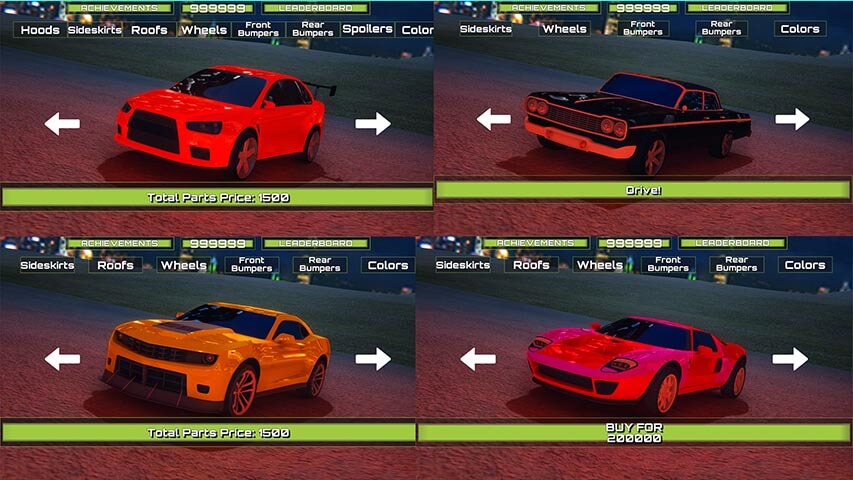 ACHIEVEMENTS 999999 LEADERBOARD
Hoods Sideskirts Roofs Wheels Front Bumpers Rear Bumpers Spoilers Color
Total Parts Price: 1500
ACHIEVEMENTS 999999 LEADERBOARD
Sideskirts Wheels Front Bumpers Rear Bumpers Colors
Drive!
ACHIEVEMENTS 999999 LEADERBOARD
Sideskirts Roofs Wheels Front Bumpers Rear Bumpers Colors
Total Parts Price: 1500
ACHIEVEMENTS 999999 LEADERBOARD
Sideskirts Roofs Wheels Front Bumpers Rear Bumpers Colors
BUY FOR
200000